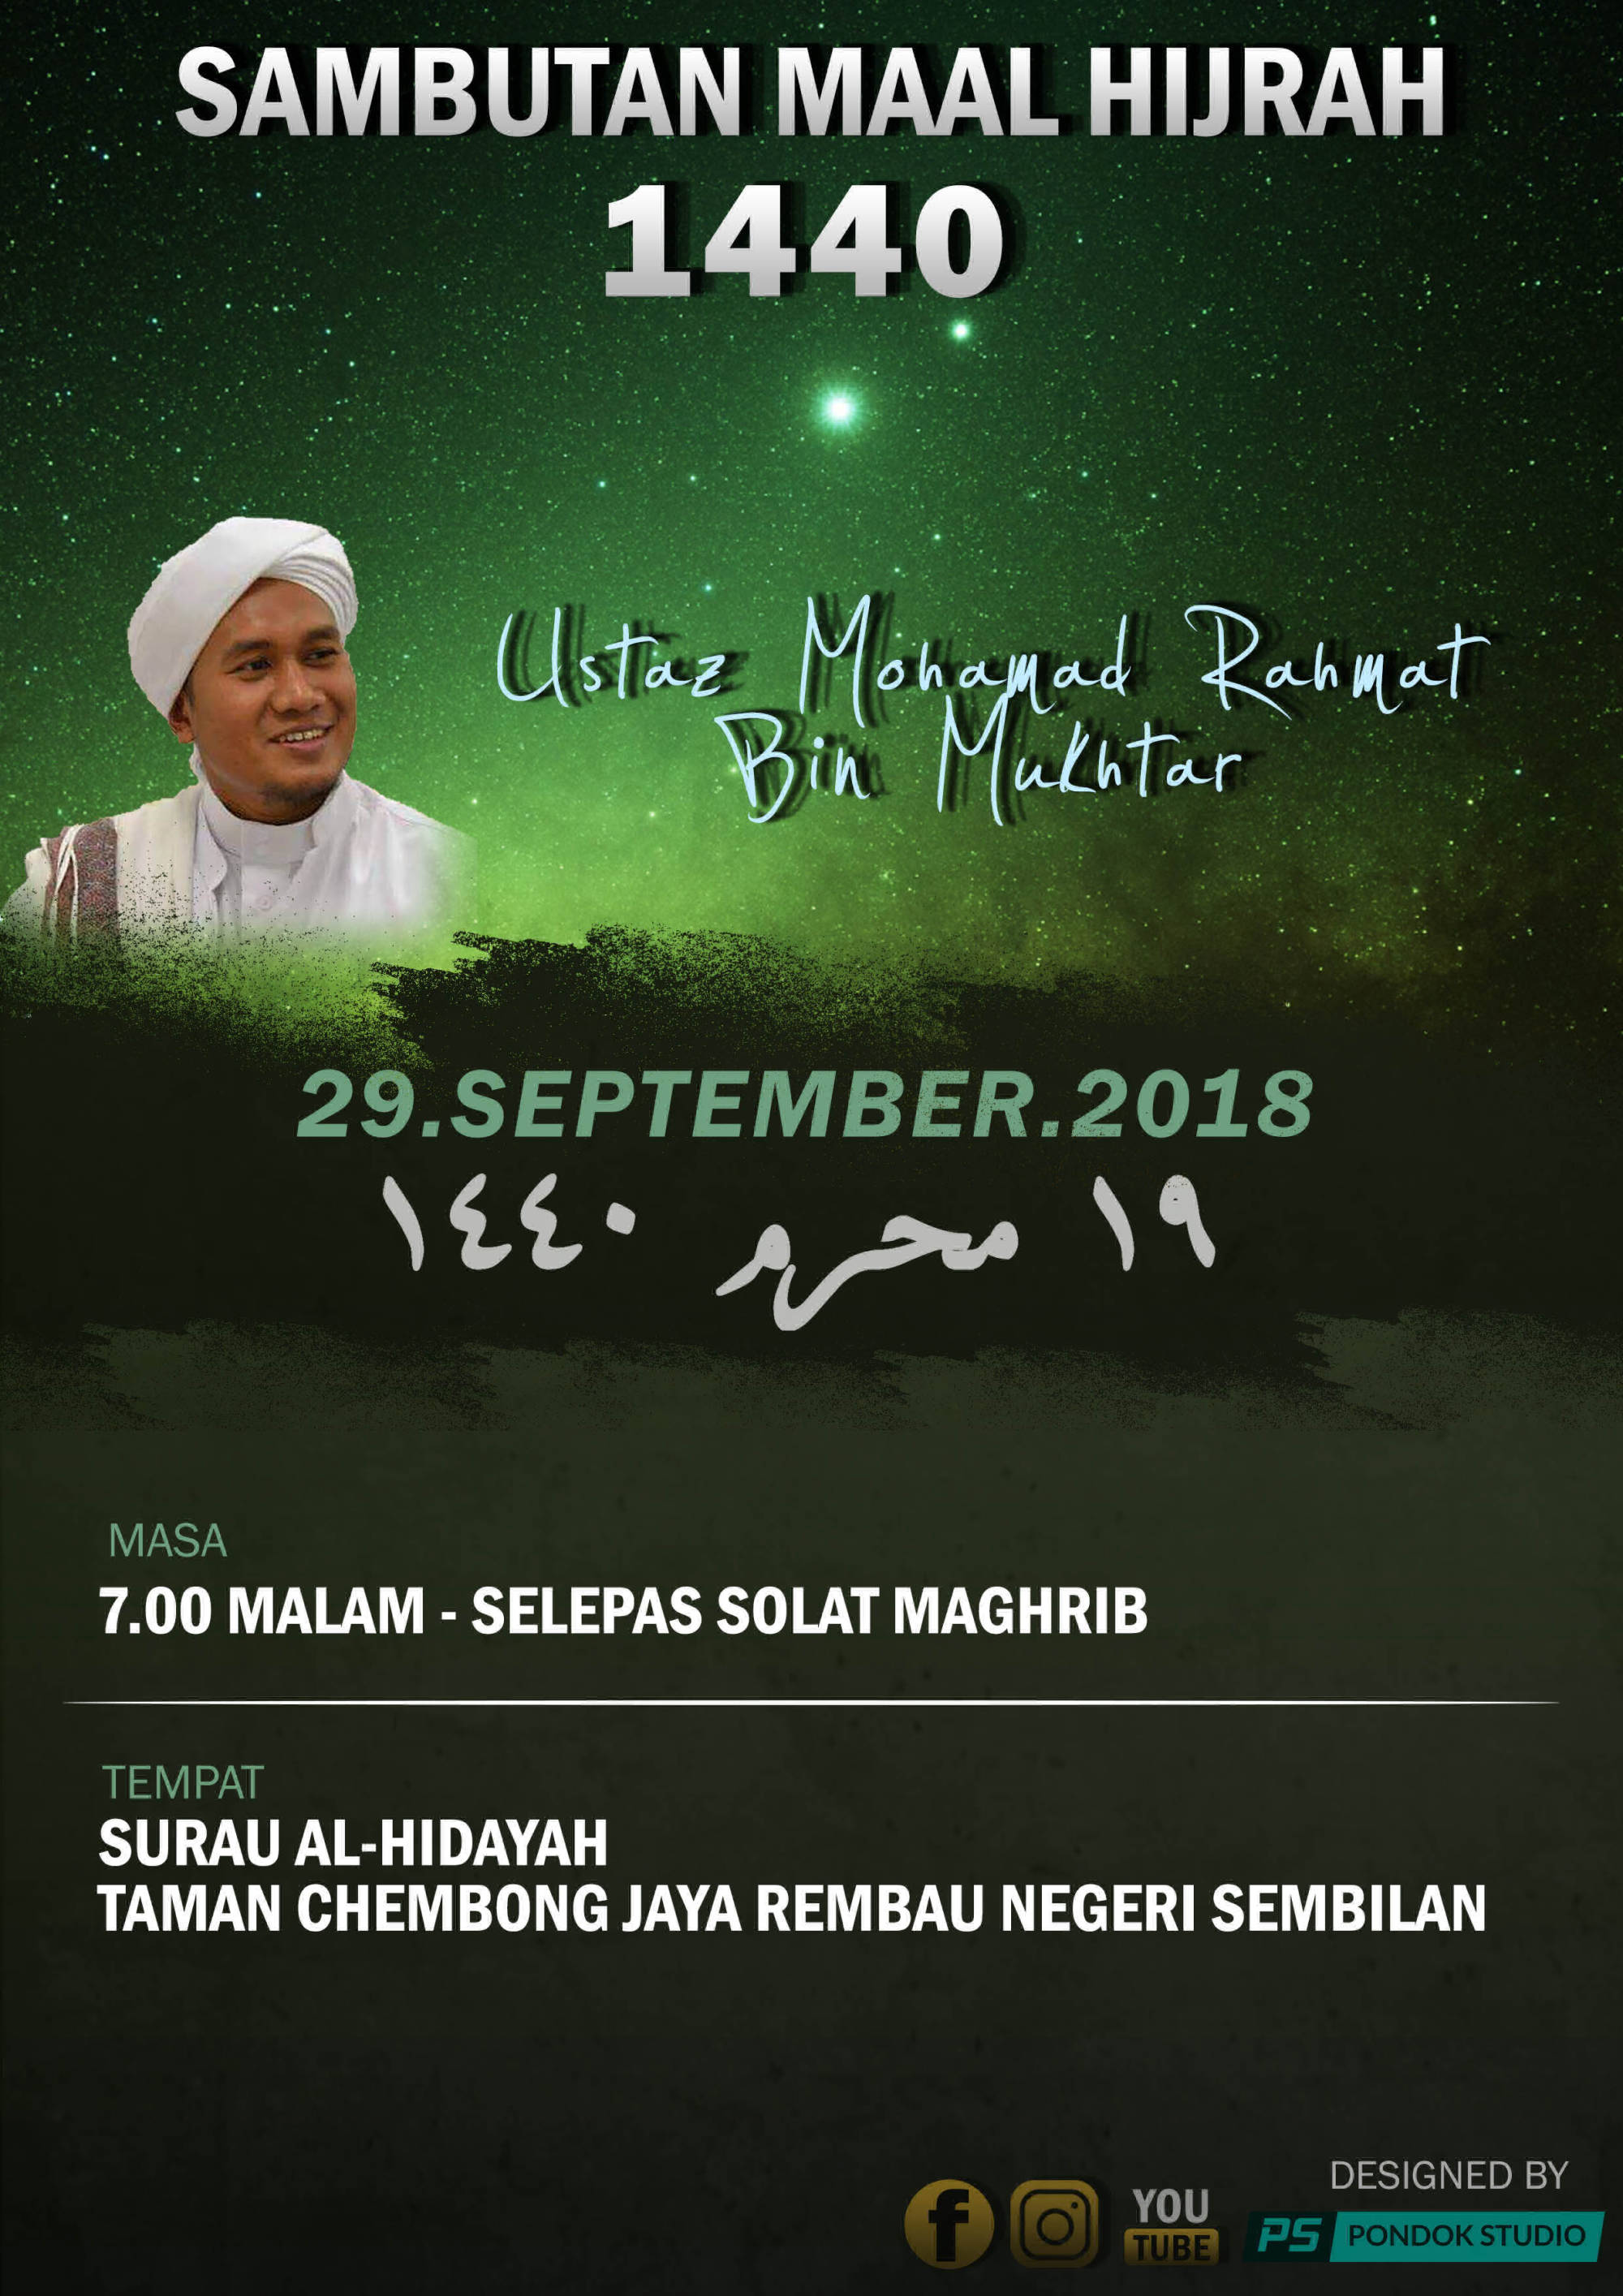 SAMBUTAN MAAL HIJRAH
1440
Ustaz Mohamad Rahmat
Bin Mukhtar
29.SEPTEMBER.2018
١٩ محرم ١٤٤٠
MASA
7.00 MALAM - SELEPAS SOLAT MAGHRIB
TEMPAT
SURAU AL-HIDAYAH
TAMAN CHEMBONG JAYA REMBAU NEGERI SEMBILAN
DESIGNED BY
YOU
TUBE
PS PONDOK STUDIO